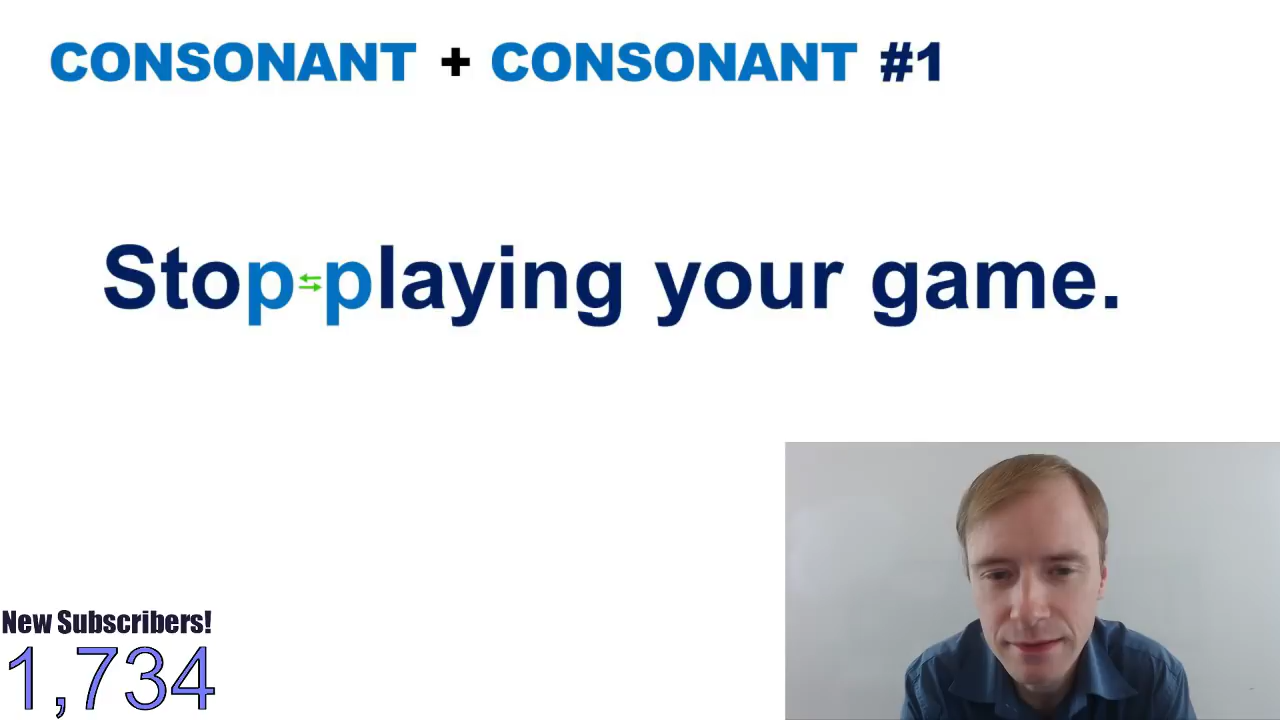 CONSONANT + CONSONANT #1
Stop playing your game.
New Subscribers!
1,734